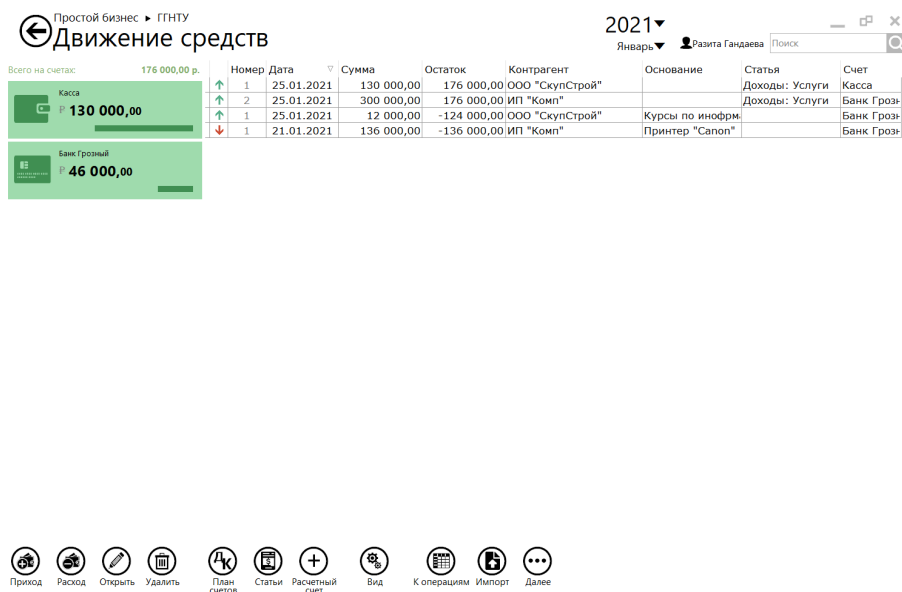 Простой бизнес ▸ ГГНТУ
Движение средств
2021
Январь
Разита Гандаева
Поиск
Всего на счетах: 176 000,00 р.
Касса
₽ 130 000,00
Банк Грозный
₽ 46 000,00
Номер Дата Сумма Остаток Контрагент Основание Статья Счет
1 25.01.2021 130 000,00 176 000,00 ООО "СкупСтрой" Доходы: Услуги Касса
2 25.01.2021 300 000,00 176 000,00 ИП "Комп" Доходы: Услуги Банк Грозн
1 25.01.2021 12 000,00 -124 000,00 ООО "СкупСтрой" Курсы по инофрм Банк Грозн
1 21.01.2021 136 000,00 -136 000,00 ИП "Комп" Принтер "Canon" Банк Грозн
Приход Расход Открыть Удалить План счетов Статьи Расчетный счет Вид К операциям Импорт Далее